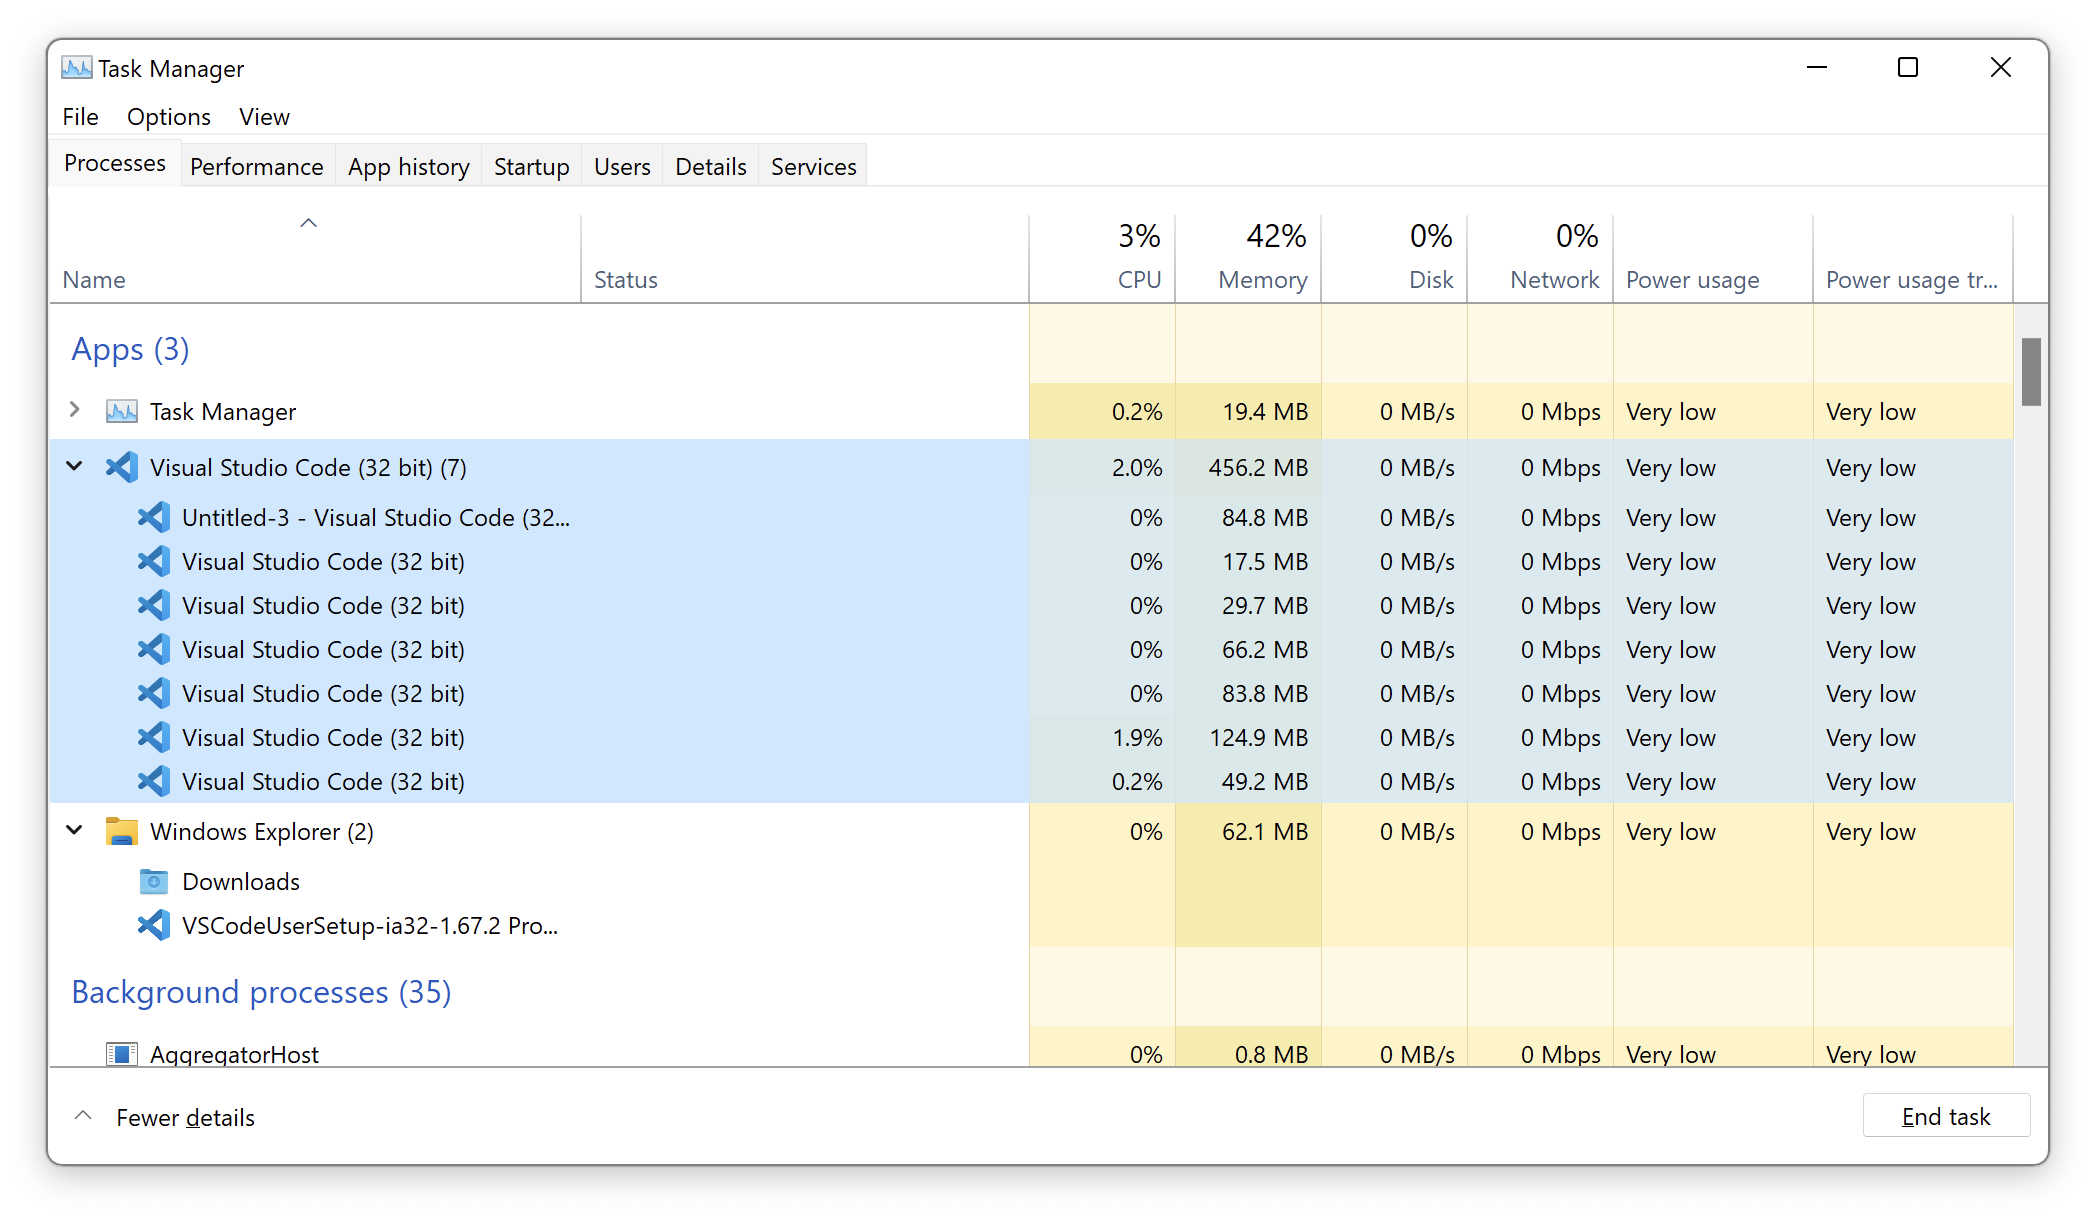 Task Manager
File Options View
Processes Performance App history Startup Users Details Services
3% 42% 0% 0%
Name Status CPU Memory Disk Network Power usage Power usage tr...
Apps (3)
Task Manager 0.2% 19.4 MB 0 MB/s 0 Mbps Very low Very low
Visual Studio Code (32 bit) (7) 2.0% 456.2 MB 0 MB/s 0 Mbps Very low Very low
Untitled-3 - Visual Studio Code (32... 0% 84.8 MB 0 MB/s 0 Mbps Very low Very low
Visual Studio Code (32 bit) 0% 17.5 MB 0 MB/s 0 Mbps Very low Very low
Visual Studio Code (32 bit) 0% 29.7 MB 0 MB/s 0 Mbps Very low Very low
Visual Studio Code (32 bit) 0% 66.2 MB 0 MB/s 0 Mbps Very low Very low
Visual Studio Code (32 bit) 0% 83.8 MB 0 MB/s 0 Mbps Very low Very low
Visual Studio Code (32 bit) 1.9% 124.9 MB 0 MB/s 0 Mbps Very low Very low
Visual Studio Code (32 bit) 0.2% 49.2 MB 0 MB/s 0 Mbps Very low Very low
Windows Explorer (2) 0% 62.1 MB 0 MB/s 0 Mbps Very low Very low
Downloads
VSCodeUserSetup-ia32-1.67.2 Pro...
Background processes (35)
AggregatorHost 0% 0.8 MB 0 MB/s 0 Mbps Very low Very low
Fewer details End task